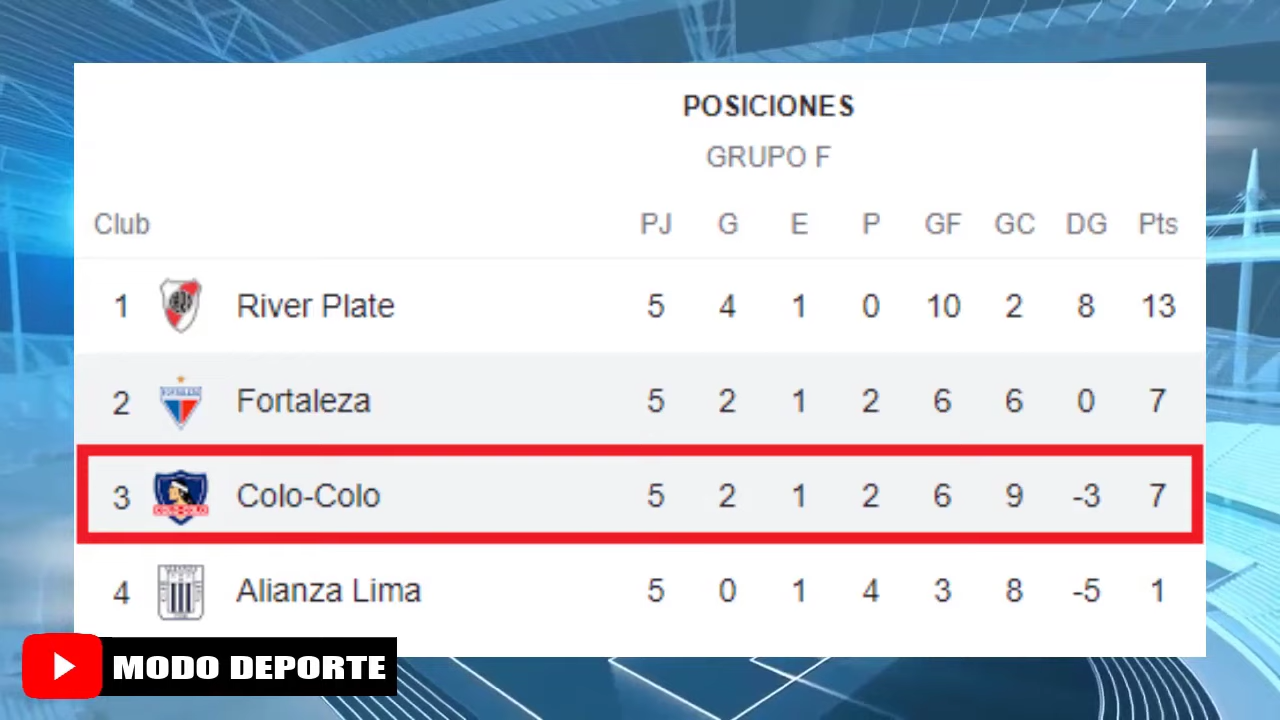 POSICIONES
GRUPO F
Club PJ G E P GF GC DG Pts
1 River Plate 5 4 1 0 10 2 8 13
2 Fortaleza 5 2 1 2 6 6 0 7
3 Colo-Colo 5 2 1 2 6 9 -3 7
4 Alianza Lima 5 0 1 4 3 8 -5 1
MODO DEPORTE